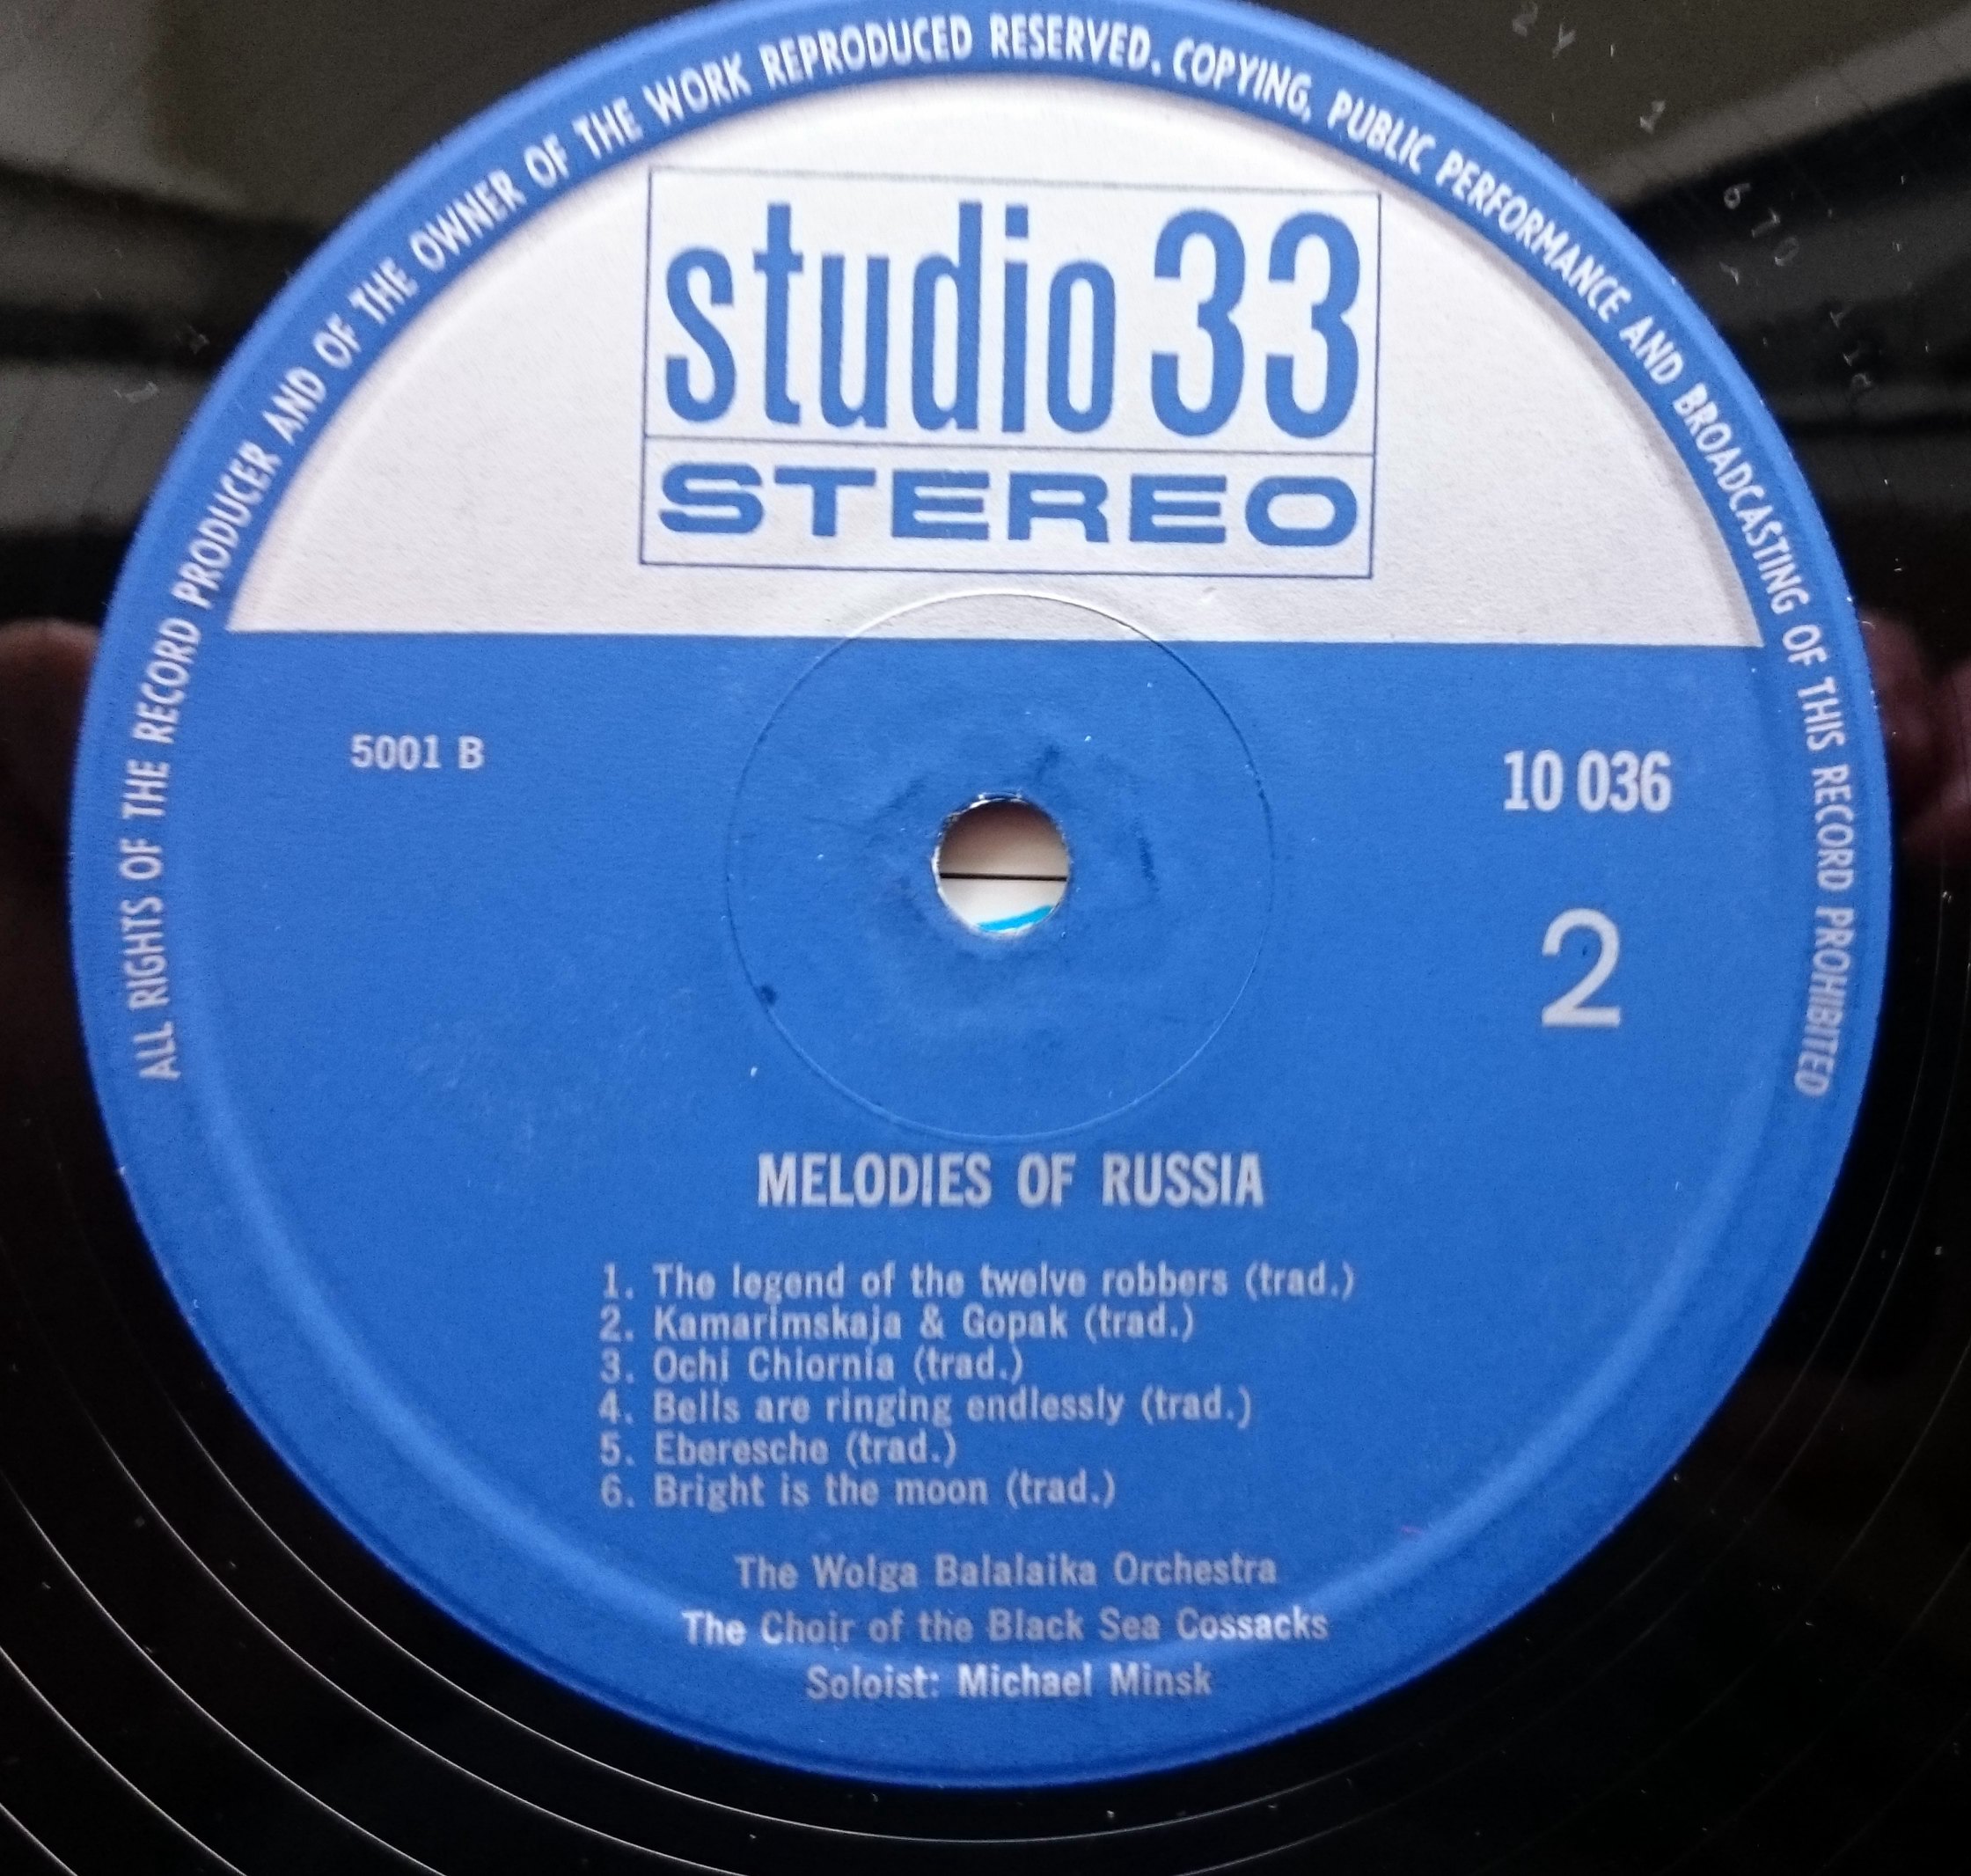 ALL RIGHTS OF THE RECORD PRODUCER AND OF THE OWNER OF THE WORK REPRODUCED RESERVED. COPYING, PUBLIC PERFORMANCE AND BROADCASTING OF THIS RECORD PROHIBITED
studio 33
STEREO
5001 B
10 036
2
MELODIES OF RUSSIA
1. The legend of the twelve robbers (trad.)
2. Kamarimskaja & Gopak (trad.)
3. Ochi Chiornia (trad.)
4. Bells are ringing endlessly (trad.)
5. Eberesche (trad.)
6. Bright is the moon (trad.)
The Wolga Balalaika Orchestra
The Choir of the Black Sea Cossacks
Soloist: Michael Minsk